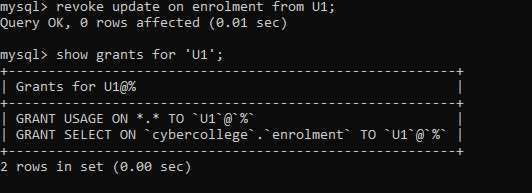 mysql> revoke update on enrolment from U1;
Query OK, 0 rows affected (0.01 sec)
mysql> show grants for 'U1';
+----------------------------------------------------------+
| Grants for U1@% |
+----------------------------------------------------------+
| GRANT USAGE ON *.* TO `U1`@`%` |
| GRANT SELECT ON `cybercollege`.`enrolment` TO `U1`@`%` |
+----------------------------------------------------------+
2 rows in set (0.00 sec)